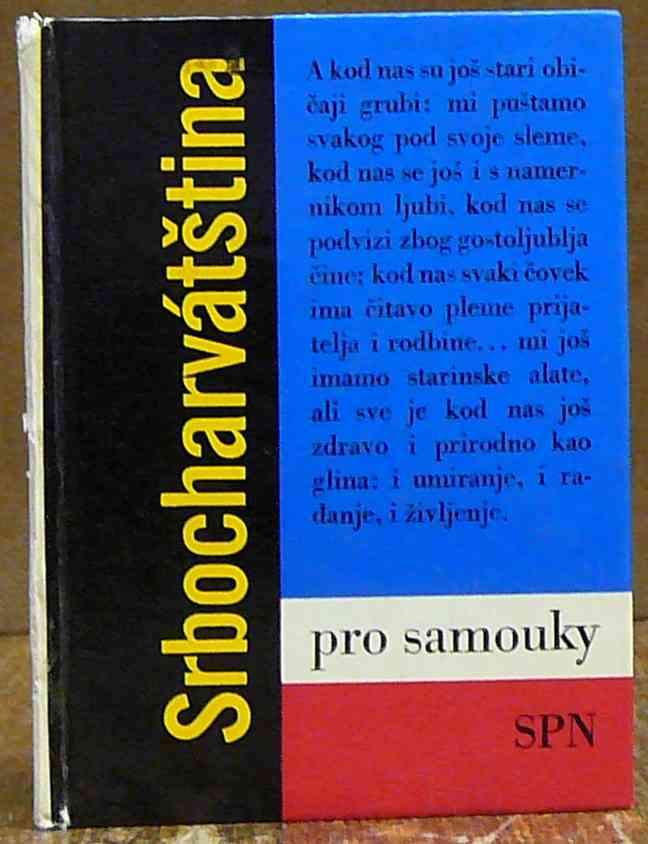 Srbocharvátština
A kod nas su još stari obi-
čaji grubi: mi puštamo
svakog pod svoje sleme,
kod nas se još i s namer-
nikom ljubi, kod nas se
podvizi zbog gostoljublja
čine; kod nas svaki čovek
ima čitavo pleme prija-
telja i rodbine... mi još
imamo starinske alate,
ali sve je kod nas još
zdravo i prirodno kao
glina: i umiranje, i ra-
đanje, i življenje.
pro samouky
SPN